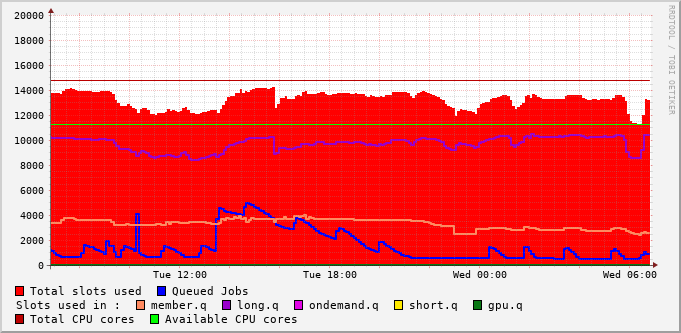 20000
18000
16000
14000
12000
10000
8000
6000
4000
2000
0
Tue 12:00 Tue 18:00 Wed 00:00 Wed 06:00
RRDTOOL / TOBI OETIKER
Total slots used Queued Jobs
Slots used in : member.q long.q ondemand.q short.q gpu.q
Total CPU cores Available CPU cores